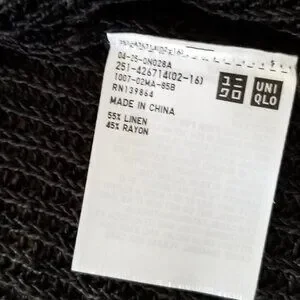 04-25-0N028A
251-426714(02-16)
1007-02MA-85B
RN139864
MADE IN CHINA
55% LINEN
45% RAYON
ユニ
クロ
UNI
QLO